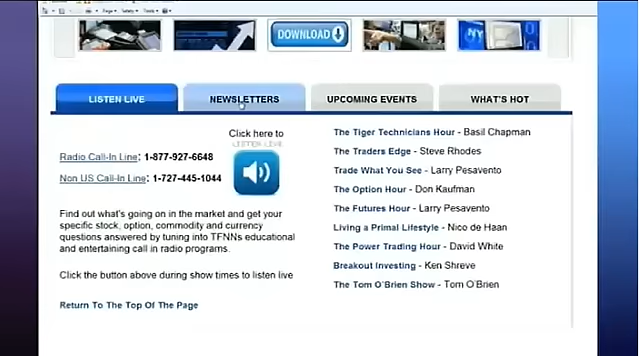 Page Safety Tools
DOWNLOAD
NY
LISTEN LIVE NEWSLETTERS UPCOMING EVENTS WHAT'S HOT
Click here to
LISTEN LIVE
Radio Call-In Line: 1-877-927-6648
Non US Call-In Line: 1-727-445-1044
Find out what's going on in the market and get your
specific stock, option, commodity and currency
questions answered by tuning into TFNNs educational
and entertaining call in radio programs.
Click the button above during show times to listen live
Return To The Top Of The Page
The Tiger Technicians Hour - Basil Chapman
The Traders Edge - Steve Rhodes
Trade What You See - Larry Pesavento
The Option Hour - Don Kaufman
The Futures Hour - Larry Pesavento
Living a Primal Lifestyle - Nico de Haan
The Power Trading Hour - David White
Breakout Investing - Ken Shreve
The Tom O'Brien Show - Tom O'Brien